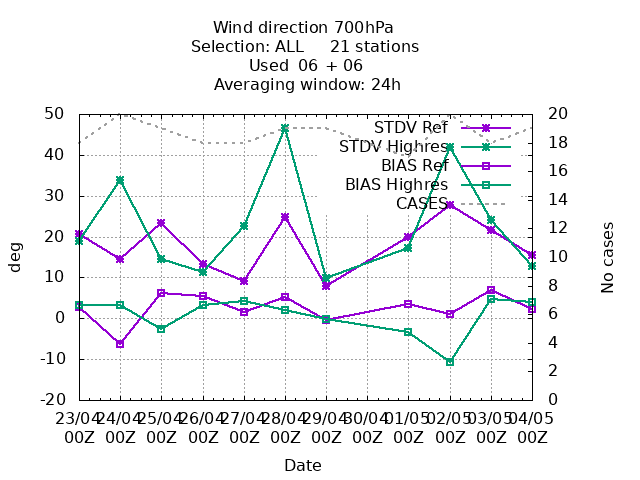 Wind direction 700hPa
Selection: ALL 21 stations
Used 06 + 06
Averaging window: 24h
50
40
30
20
10
0
-10
-20
deg
20
18
16
14
12
10
8
6
4
2
0
No cases
STDV Ref
STDV Highres
BIAS Ref
BIAS Highres
CASES
23/04 24/04 25/04 26/04 27/04 28/04 29/04 30/04 01/05 02/05 03/05 04/05
00Z 00Z 00Z 00Z 00Z 00Z 00Z 00Z 00Z 00Z 00Z 00Z
Date